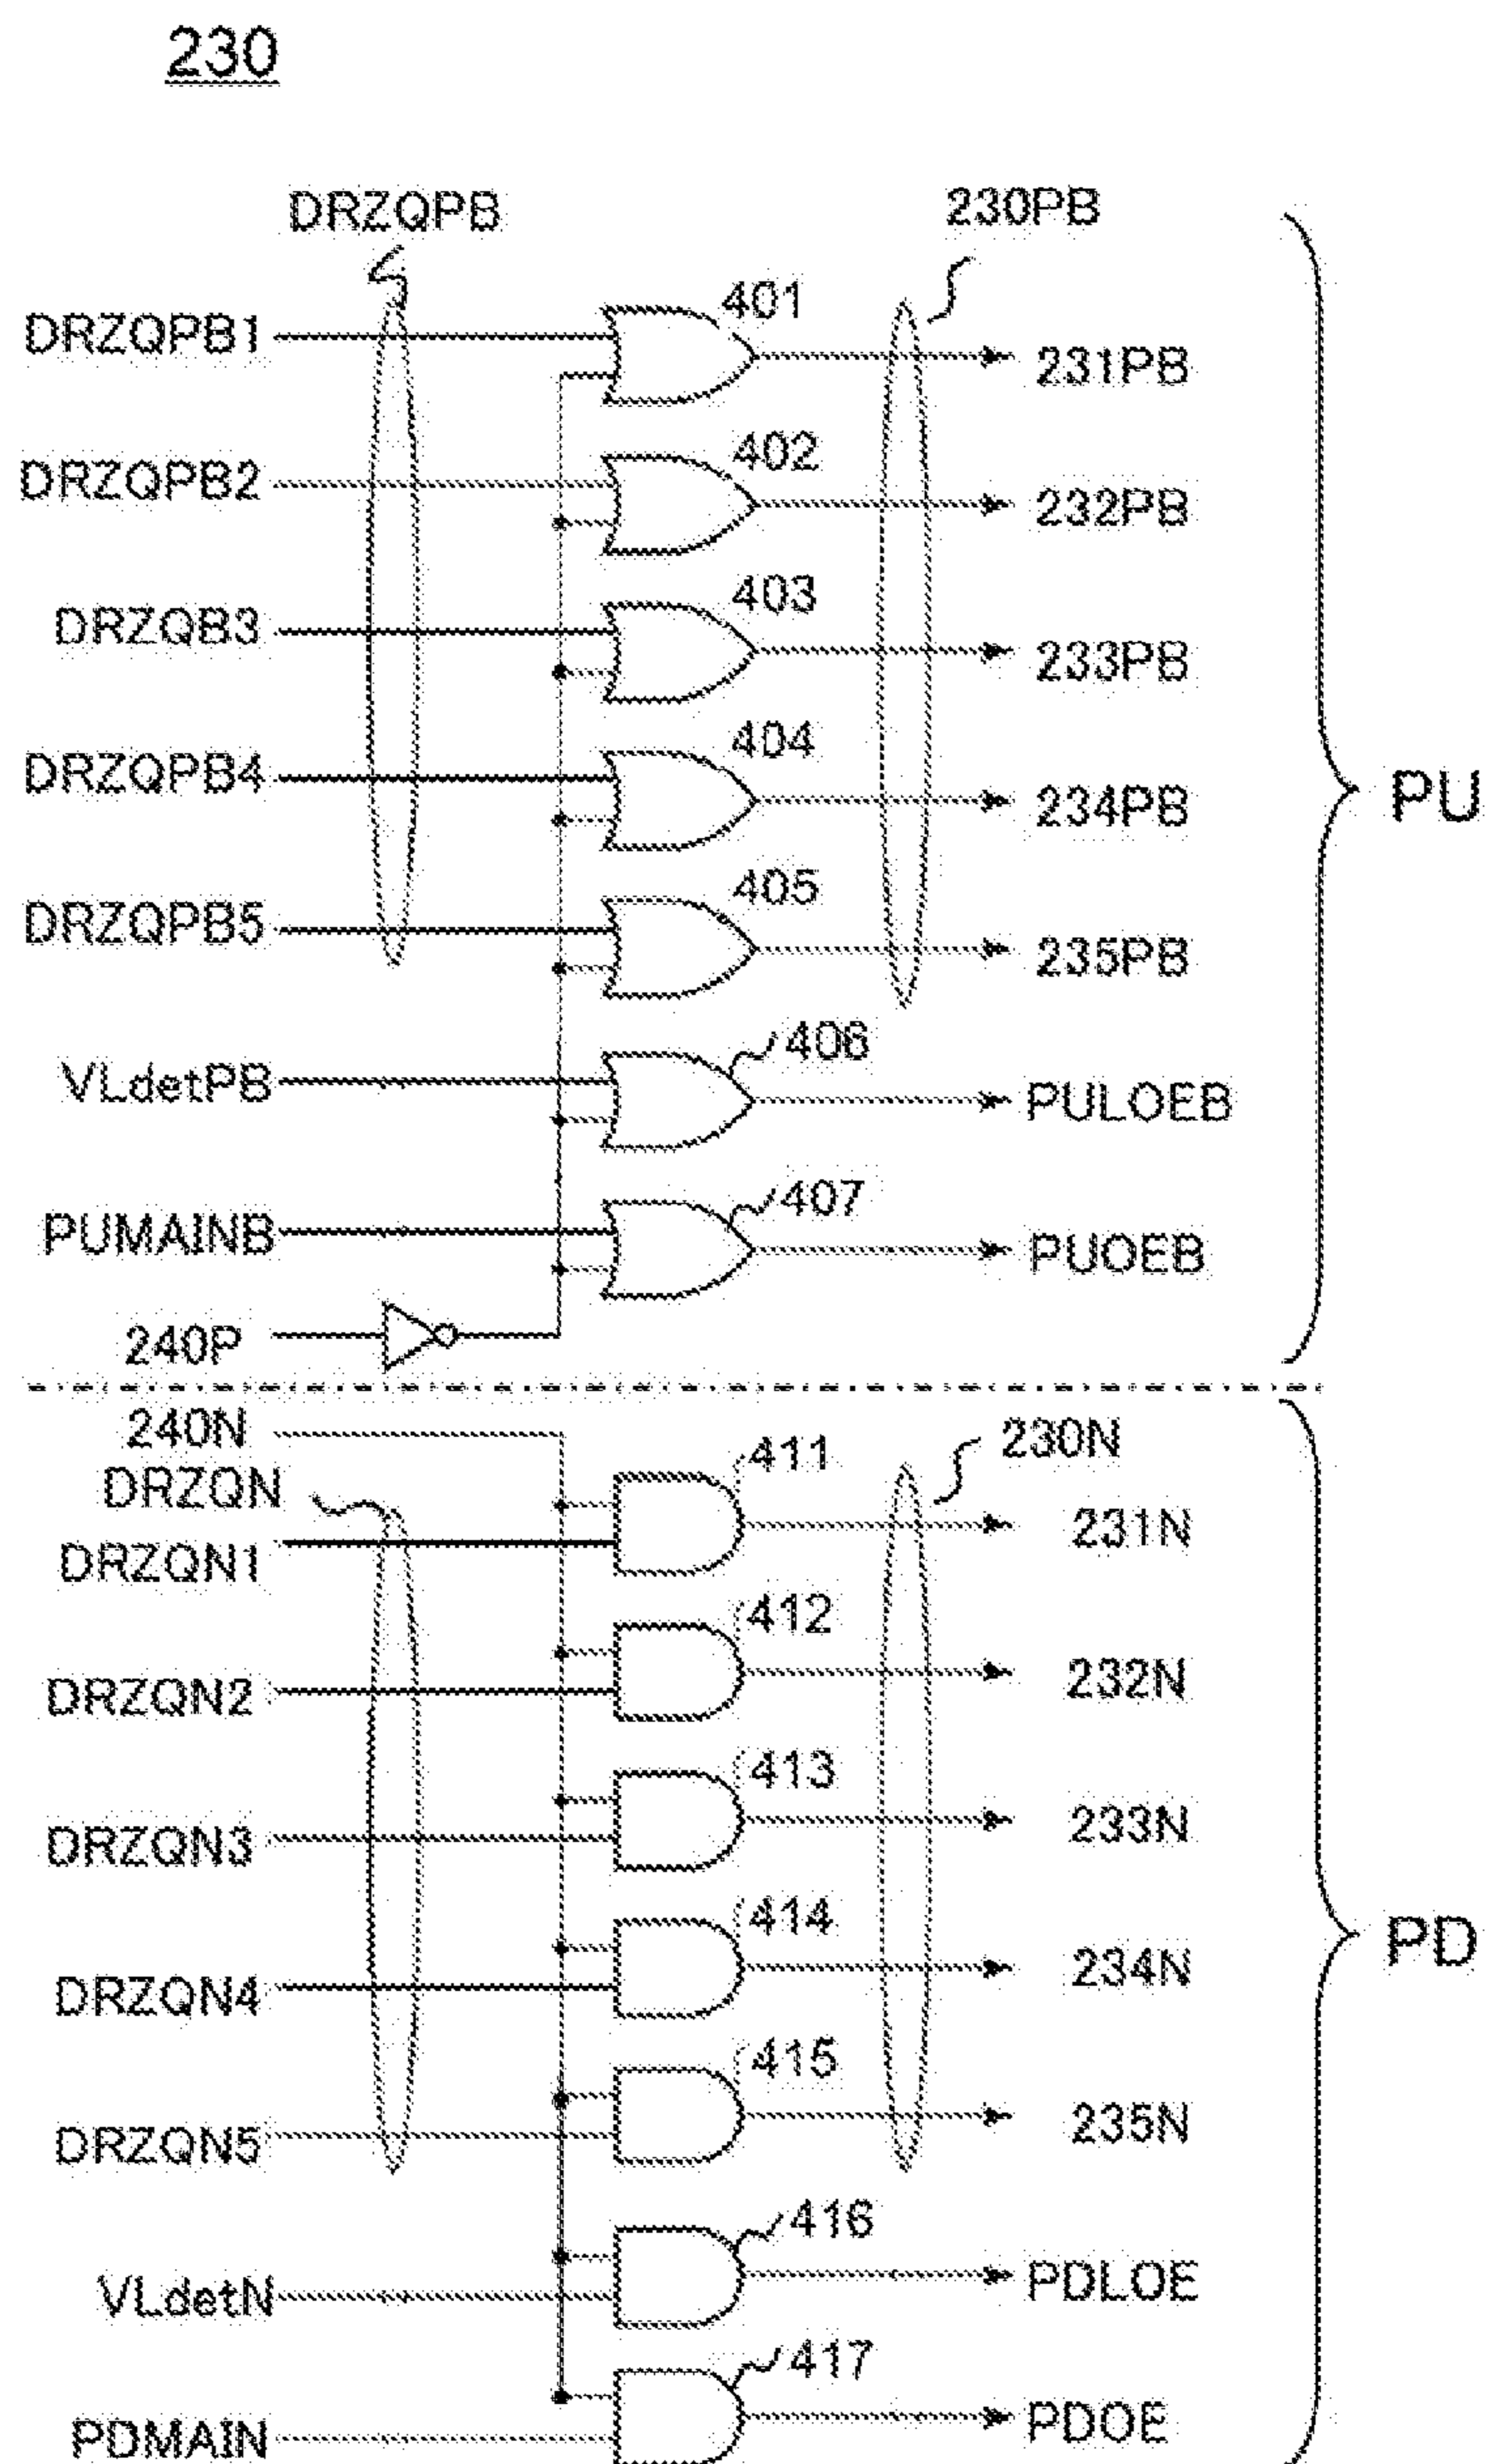 230
DRZQPB 230PB
DRZQPB1 401 231PB
DRZQPB2 402 232PB
DRZQB3 403 233PB
DRZQPB4 404 234PB
PU
DRZQPB5 405 235PB
VLdetPB 406 PULOEB
PUMAINB 407 PUOEB
240P
240N
DRZQN 411 230N
DRZQN1 231N
DRZQN2 412 232N
DRZQN3 413 233N
PD
DRZQN4 414 234N
DRZQN5 415 235N
VLdetN 416 PDLOE
PDMAIN 417 PDOE